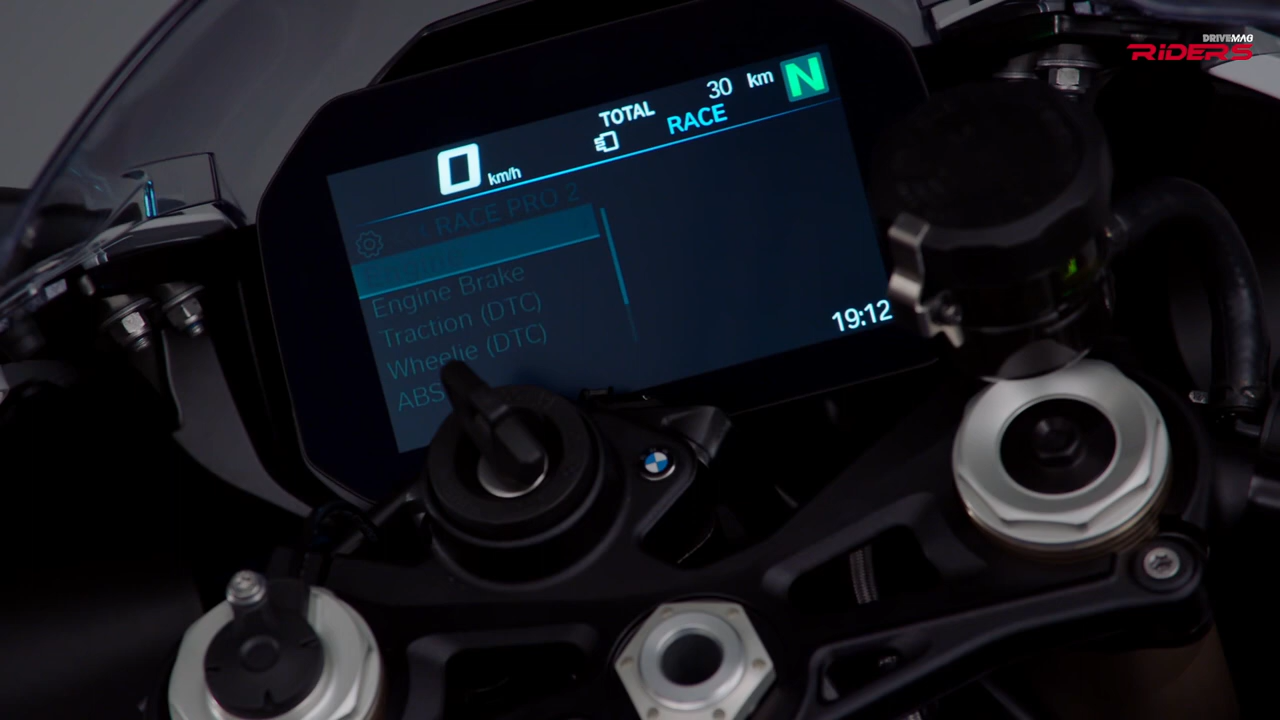 DRIVEMAG
RIDERS
TOTAL 30 km N
0 km/h RACE
RACE PRO 2
Engine
Engine Brake
Traction (DTC)
Wheelie (DTC)
ABS
19:12